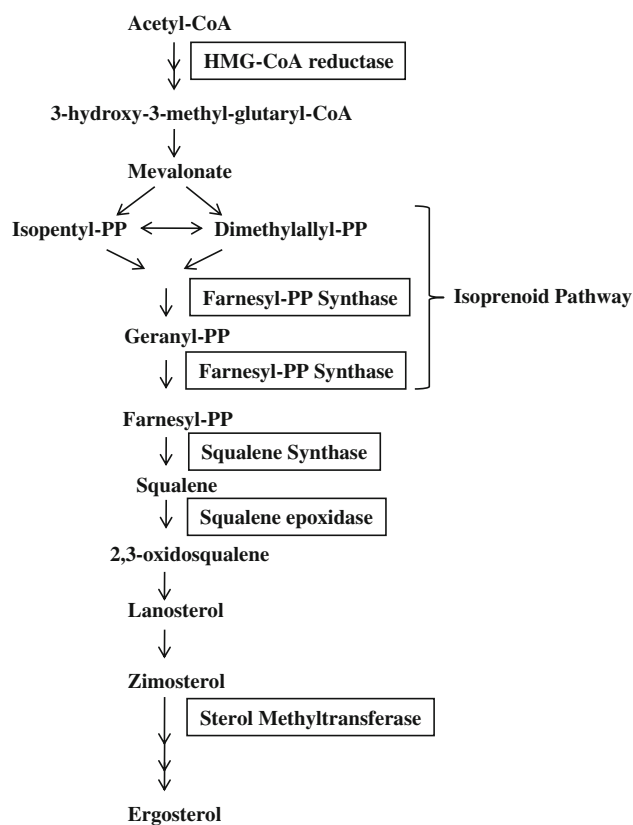 Acetyl-CoA
HMG-CoA reductase
3-hydroxy-3-methyl-glutaryl-CoA
Mevalonate
Isopentyl-PP
Dimethylallyl-PP
Farnesyl-PP Synthase
Isoprenoid Pathway
Geranyl-PP
Farnesyl-PP Synthase
Farnesyl-PP
Squalene Synthase
Squalene
Squalene epoxidase
2,3-oxidosqualene
Lanosterol
Zimosterol
Sterol Methyltransferase
Ergosterol